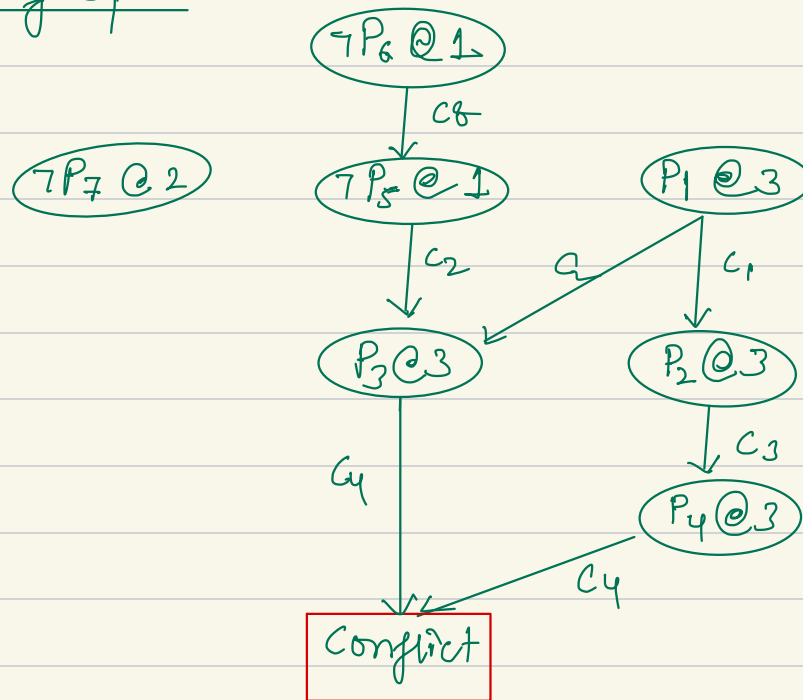 ¬P₆ @ 1
C8
¬P₇ @ 2
¬P₅ @ 1
P₁ @ 3
C₂
C₂
C₁
P₃ @ 3
P₂ @ 3
C₃
C₄
P₄ @ 3
C₄
Conflict